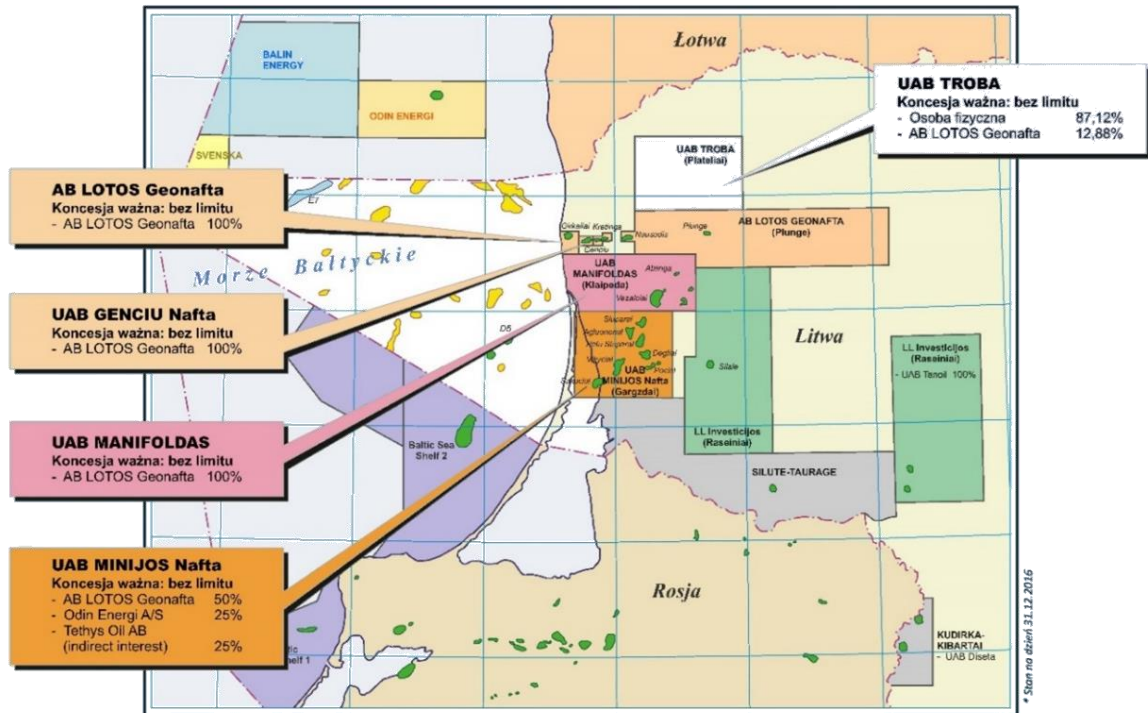 Łotwa
BALIN
ENERGY
ODIN ENERGI
SVENSKA
UAB TROBA
Koncesja ważna: bez limitu
- Osoba fizyczna 87,12%
- AB LOTOS Geonafta 12,88%
UAB TROBA
(Plateliai)
AB LOTOS Geonafta
Koncesja ważna: bez limitu
- AB LOTOS Geonafta 100%
E7
AB LOTOS GEONAFTA
(Plunge)
Kretinga
Nausodis
Plunge
Genciu
Morze Bałtyckie
UAB
MANIFOLDAS
(Klaipeda)
Vezaiciai
UAB GENCIU Nafta
Koncesja ważna: bez limitu
- AB LOTOS Geonafta 100%
D5
Litwa
UAB
MINIJOS Nafta
(Gargzdai)
Degliai
Pociai
Silale
LL Investicijos
(Raseiniai)
- UAB Tanoil 100%
LL Investicijos
(Raseiniai)
UAB MANIFOLDAS
Koncesja ważna: bez limitu
- AB LOTOS Geonafta 100%
Baltic Sea
Shelf 2
SILUTE-TAURAGE
UAB MINIJOS Nafta
Koncesja ważna: bez limitu
- AB LOTOS Geonafta 50%
- Odin Energi A/S 25%
- Tethys Oil AB
(indirect interest) 25%
Rosja
KUDIRKA-
KIBARTAI
- UAB Diseta
* Stan na dzień 31.12.2016